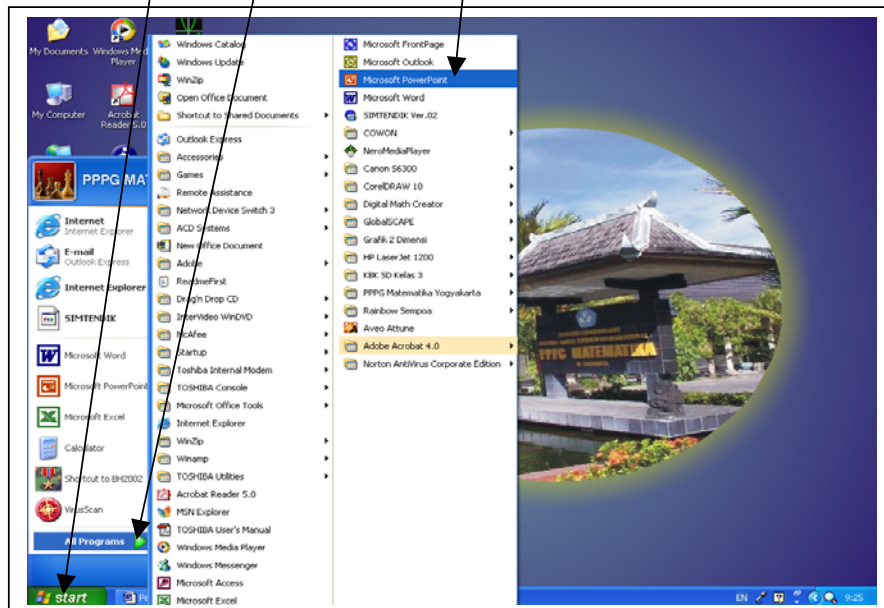 My Documents
Windows Med
Player
My Computer
Acrobat
Reader 5.0
PPPG MA
Internet
Internet Explorer
E-mail
Outlook Express
Internet Explorer
SIMTENDIK
Microsoft Word
Microsoft PowerPoint
Microsoft Excel
Calculator
Shortcut to BH2002
VirusScan
All Programs
start
Windows Catalog
Windows Update
WinZip
Open Office Document
Shortcut to Shared Documents
Outlook Express
Accessories
Games
Remote Assistance
Network Device Switch 3
ACD Systems
New Office Document
Adobe
ReadmeFirst
Drag'n Drop CD
InterVideo WinDVD
McAfee
Startup
Toshiba Internal Modem
TOSHIBA Console
Microsoft Office Tools
Internet Explorer
WinZip
Winamp
TOSHIBA Utilities
Acrobat Reader 5.0
MSN Explorer
TOSHIBA User's Manual
Windows Media Player
Windows Messenger
Microsoft Access
Microsoft Excel
Microsoft FrontPage
Microsoft Outlook
Microsoft PowerPoint
Microsoft Word
SIMTENDIK Ver.02
COWON
NeroMediaPlayer
Canon S6300
CorelDRAW 10
Digital Math Creator
GlobalSCAPE
Grafik 2 Dimensi
HP LaserJet 1200
KBK SD Kelas 3
PPPG Matematika Yogyakarta
Rainbow Sempoa
Aveo Attune
Adobe Acrobat 4.0
Norton AntiVirus Corporate Edition
PPPG MATEMATIKA
EN
9:25